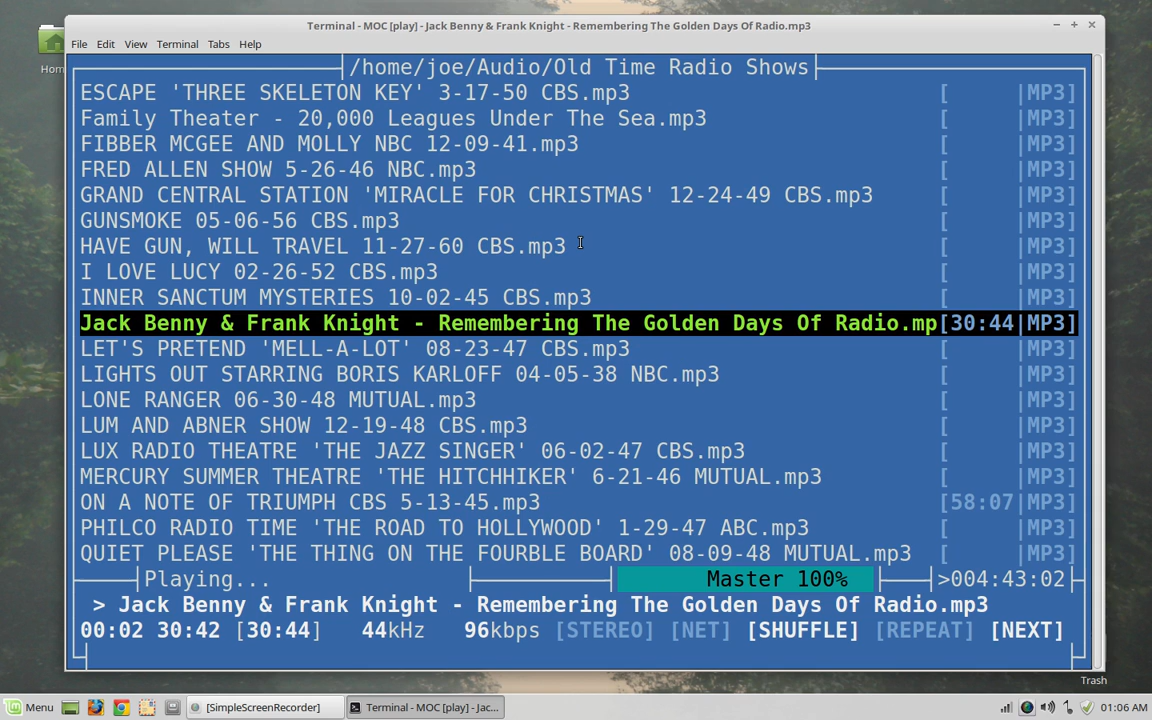 Terminal - MOC [play] - Jack Benny & Frank Knight - Remembering The Golden Days Of Radio.mp3
File Edit View Terminal Tabs Help
Hom
/home/joe/Audio/Old Time Radio Shows
ESCAPE 'THREE SKELETON KEY' 3-17-50 CBS.mp3 [ |MP3]
Family Theater - 20,000 Leagues Under The Sea.mp3 [ |MP3]
FIBBER MCGEE AND MOLLY NBC 12-09-41.mp3 [ |MP3]
FRED ALLEN SHOW 5-26-46 NBC.mp3 [ |MP3]
GRAND CENTRAL STATION 'MIRACLE FOR CHRISTMAS' 12-24-49 CBS.mp3 [ |MP3]
GUNSMOKE 05-06-56 CBS.mp3 [ |MP3]
HAVE GUN, WILL TRAVEL 11-27-60 CBS.mp3 [ |MP3]
I LOVE LUCY 02-26-52 CBS.mp3 [ |MP3]
INNER SANCTUM MYSTERIES 10-02-45 CBS.mp3 [ |MP3]
Jack Benny & Frank Knight - Remembering The Golden Days Of Radio.mp[30:44|MP3]
LET'S PRETEND 'MELL-A-LOT' 08-23-47 CBS.mp3 [ |MP3]
LIGHTS OUT STARRING BORIS KARLOFF 04-05-38 NBC.mp3 [ |MP3]
LONE RANGER 06-30-48 MUTUAL.mp3 [ |MP3]
LUM AND ABNER SHOW 12-19-48 CBS.mp3 [ |MP3]
LUX RADIO THEATRE 'THE JAZZ SINGER' 06-02-47 CBS.mp3 [ |MP3]
MERCURY SUMMER THEATRE 'THE HITCHHIKER' 6-21-46 MUTUAL.mp3 [ |MP3]
ON A NOTE OF TRIUMPH CBS 5-13-45.mp3 [58:07|MP3]
PHILCO RADIO TIME 'THE ROAD TO HOLLYWOOD' 1-29-47 ABC.mp3 [ |MP3]
QUIET PLEASE 'THE THING ON THE FOURBLE BOARD' 08-09-48 MUTUAL.mp3 [ |MP3]
Playing... Master 100% >004:43:02
> Jack Benny & Frank Knight - Remembering The Golden Days Of Radio.mp3
00:02 30:42 [30:44] 44kHz 96kbps [STEREO] [NET] [SHUFFLE] [REPEAT] [NEXT]
Trash
Menu [SimpleScreenRecorder] Terminal - MOC [play] - Jac... 01:06 AM